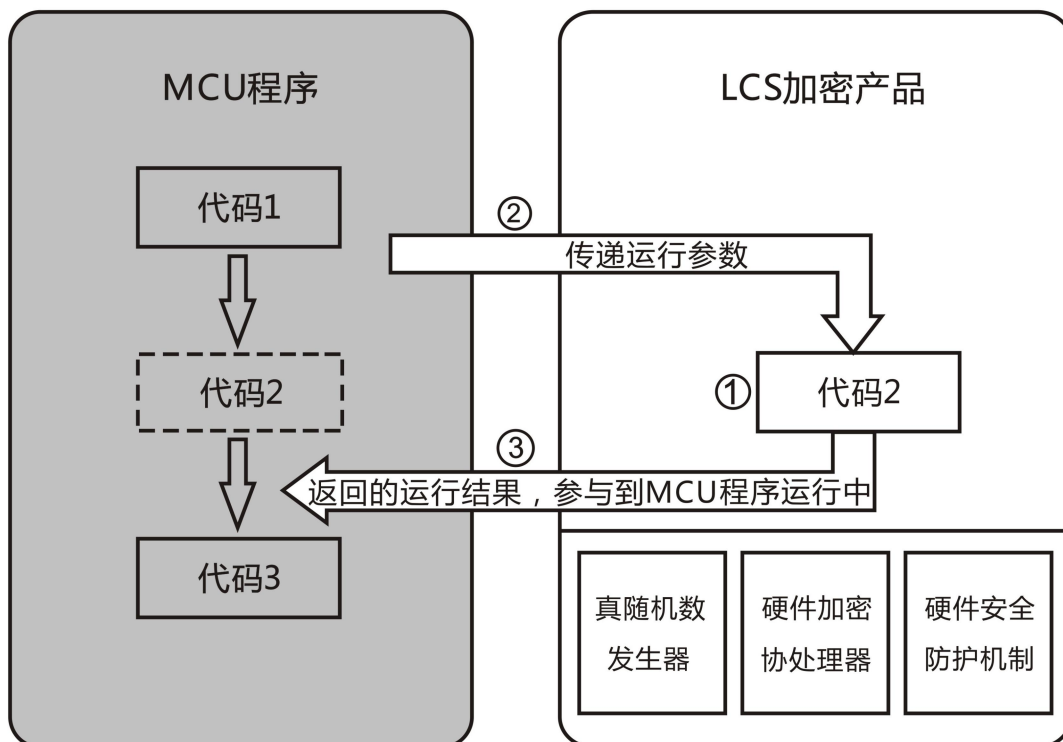 MCU程序
LCS加密产品
代码1
②
传递运行参数
代码2
①
代码2
③
返回的运行结果，参与到MCU程序运行中
代码3
真随机数
发生器
硬件加密
协处理器
硬件安全
防护机制